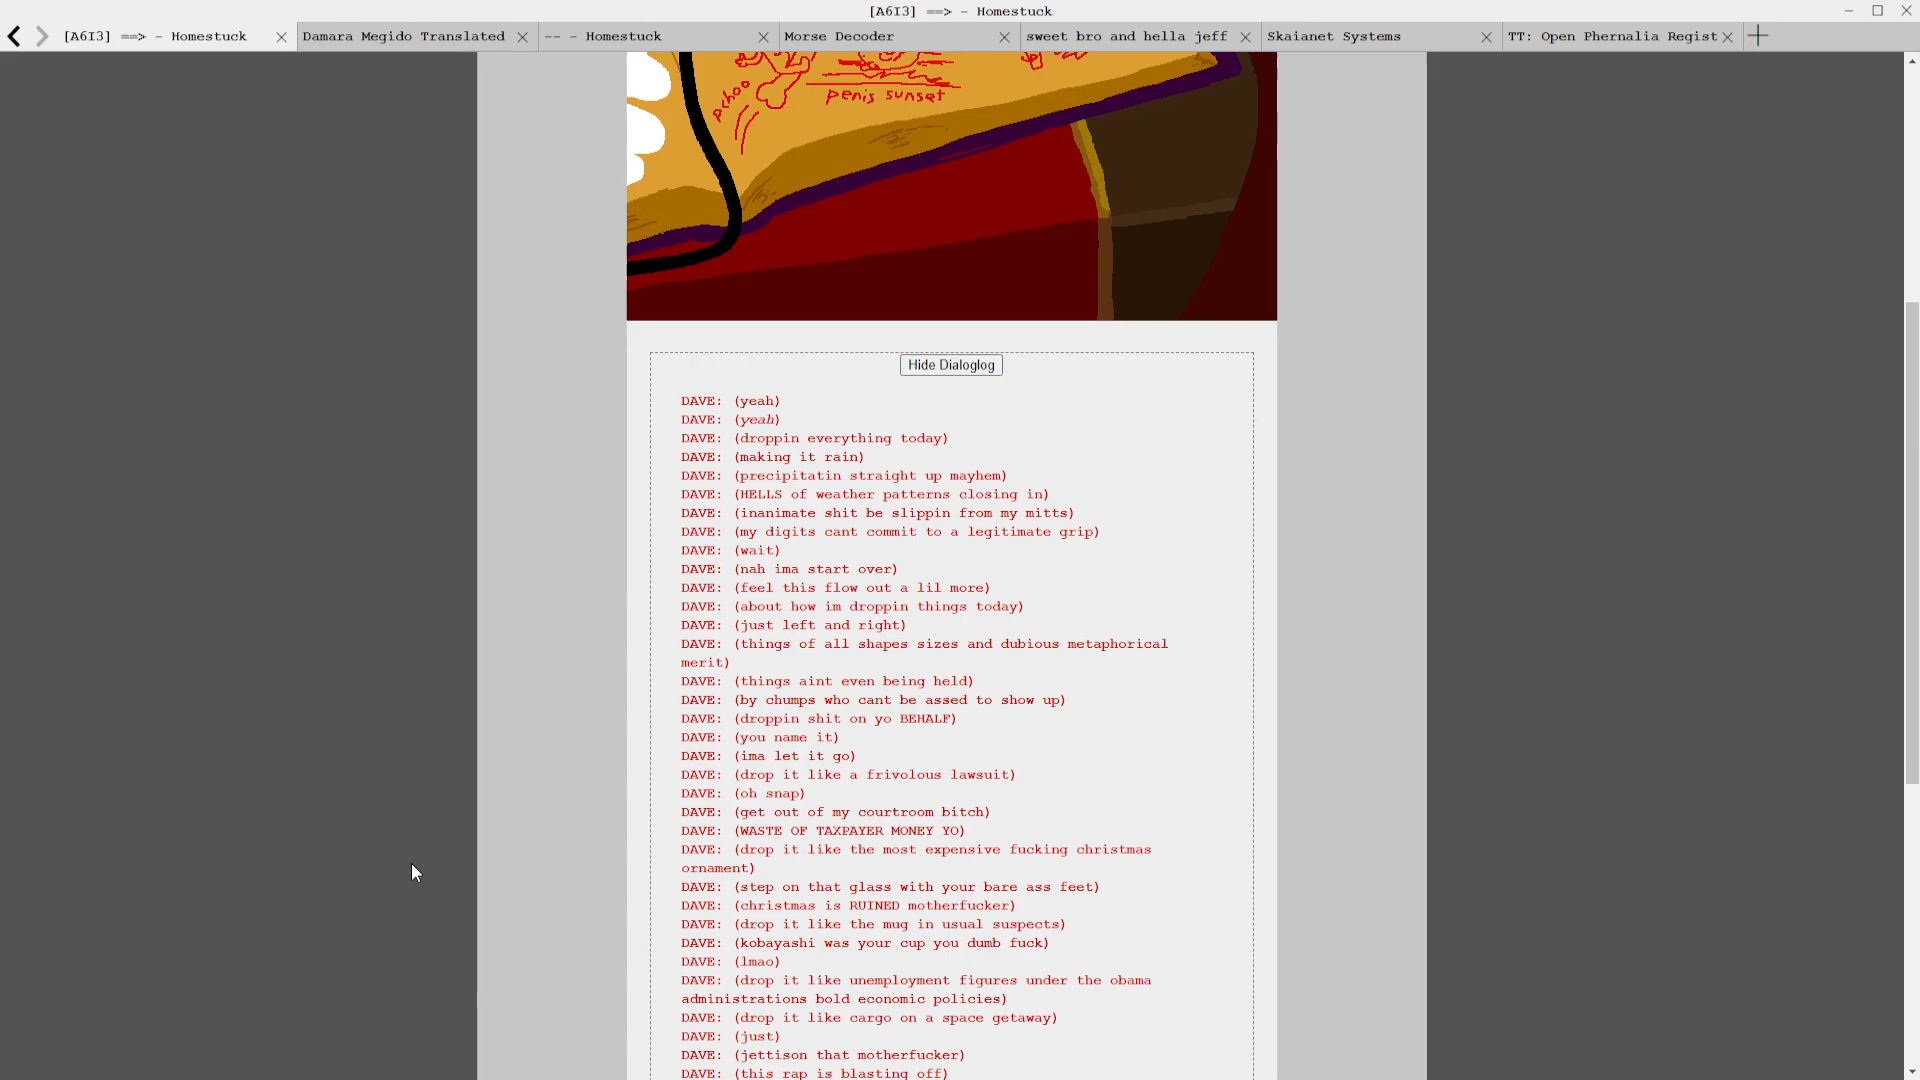 [A6I3] ==> - Homestuck
[A6I3] ==> - Homestuck
Damara Megido Translated
-- - Homestuck
Morse Decoder
sweet bro and hella jeff
Skaianet Systems
TT: Open Phernalia Regist
pchoo
penis sunset
Hide Dialoglog
DAVE: (yeah)
DAVE: (yeah)
DAVE: (droppin everything today)
DAVE: (making it rain)
DAVE: (precipitatin straight up mayhem)
DAVE: (HELLS of weather patterns closing in)
DAVE: (inanimate shit be slippin from my mitts)
DAVE: (my digits cant commit to a legitimate grip)
DAVE: (wait)
DAVE: (nah ima start over)
DAVE: (feel this flow out a lil more)
DAVE: (about how im droppin things today)
DAVE: (just left and right)
DAVE: (things of all shapes sizes and dubious metaphorical
merit)
DAVE: (things aint even being held)
DAVE: (by chumps who cant be assed to show up)
DAVE: (droppin shit on yo BEHALF)
DAVE: (you name it)
DAVE: (ima let it go)
DAVE: (drop it like a frivolous lawsuit)
DAVE: (oh snap)
DAVE: (get out of my courtroom bitch)
DAVE: (WASTE OF TAXPAYER MONEY YO)
DAVE: (drop it like the most expensive fucking christmas
ornament)
DAVE: (step on that glass with your bare ass feet)
DAVE: (christmas is RUINED motherfucker)
DAVE: (drop it like the mug in usual suspects)
DAVE: (kobayashi was your cup you dumb fuck)
DAVE: (lmao)
DAVE: (drop it like unemployment figures under the obama
administrations bold economic policies)
DAVE: (drop it like cargo on a space getaway)
DAVE: (just)
DAVE: (jettison that motherfucker)
DAVE: (this rap is blasting off)